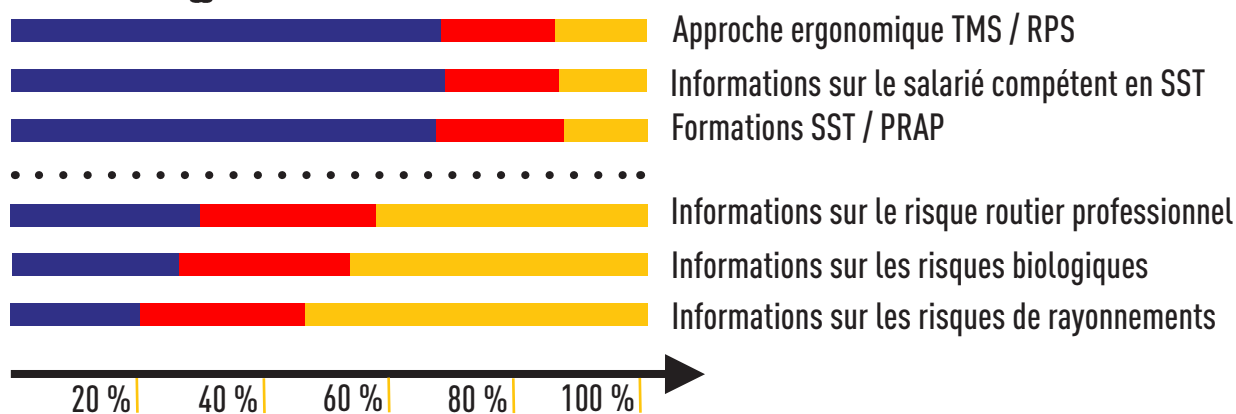 Approche ergonomique TMS / RPS
Informations sur le salarié compétent en SST
Formations SST / PRAP
Informations sur le risque routier professionnel
Informations sur les risques biologiques
Informations sur les risques de rayonnements
20 % 40 % 60 % 80 % 100 %